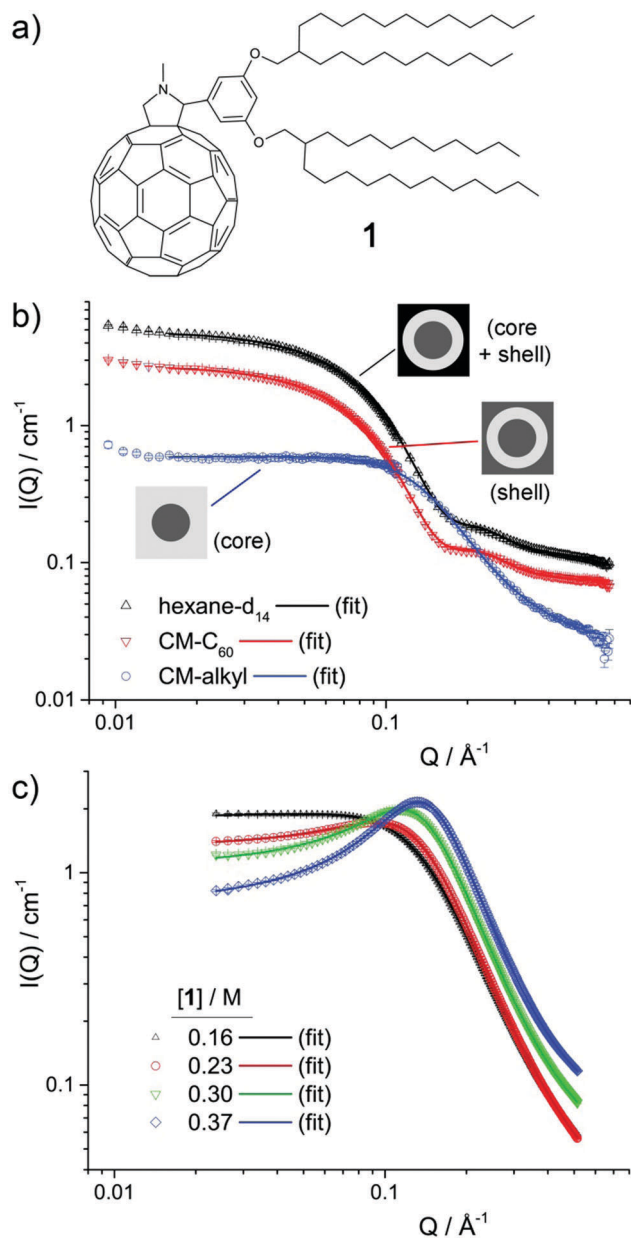 a)
N
O
O
1
b)
I(Q) / cm⁻¹
1
0.1
0.01
(core
+ shell)
(shell)
(core)
hexane-d₁₄ (fit)
CM-C₆₀ (fit)
CM-alkyl (fit)
0.01 0.1
Q / Å⁻¹
c)
I(Q) / cm⁻¹
1
0.1
[1] / M
0.16 (fit)
0.23 (fit)
0.30 (fit)
0.37 (fit)
0.01 0.1
Q / Å⁻¹